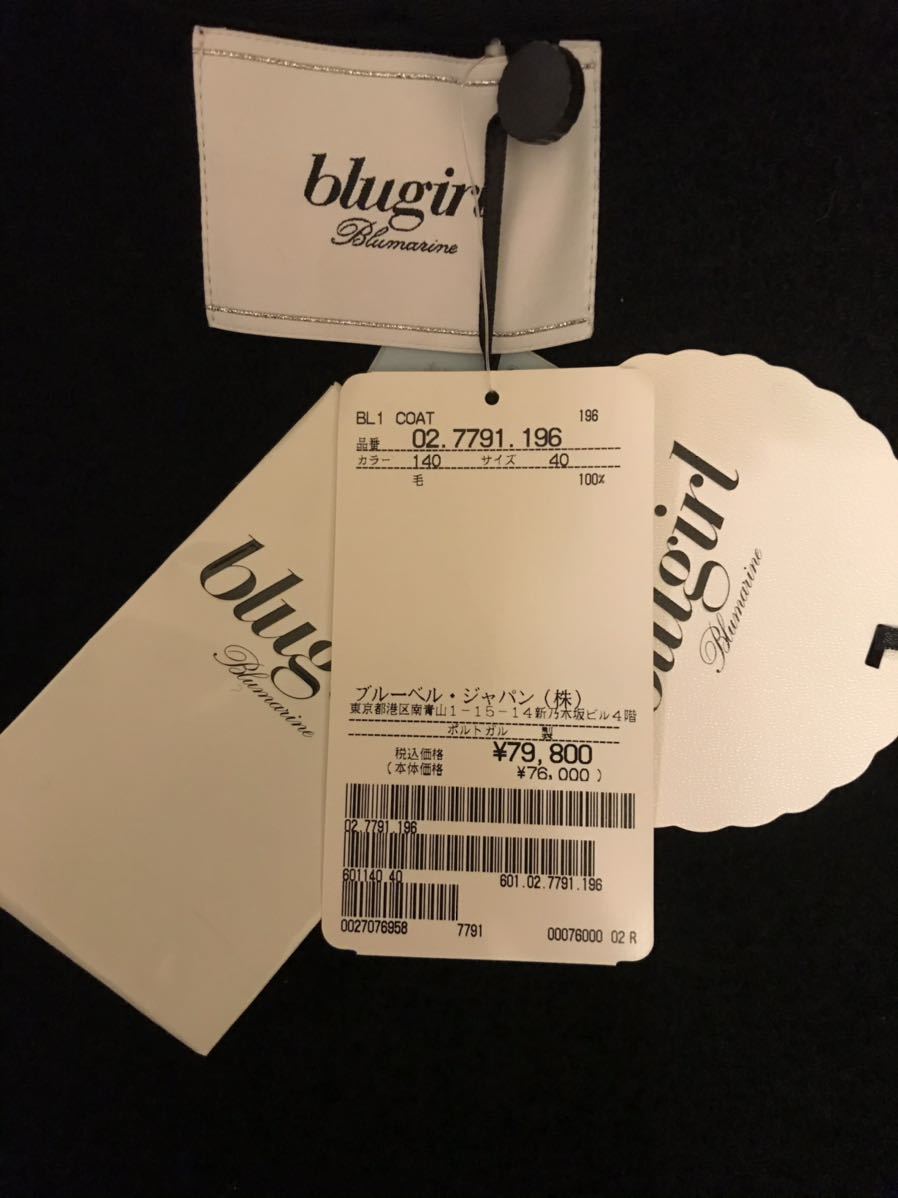 blugirl
Blumarine
BL1 COAT 196
品番 02.7791.196
カラー 140 サイズ 40
毛 100%
ブルーベル・ジャパン(株)
東京都港区南青山1-15-14新乃木坂ビル4階
ポルトガル 製
税込価格 ¥79,800
(本体価格 ¥76,000)
02.7791.196
601140 40 601.02.7791.196
0027076958 7791 00076000 02 R
blug
Blumarine
blugirl
Blumarine